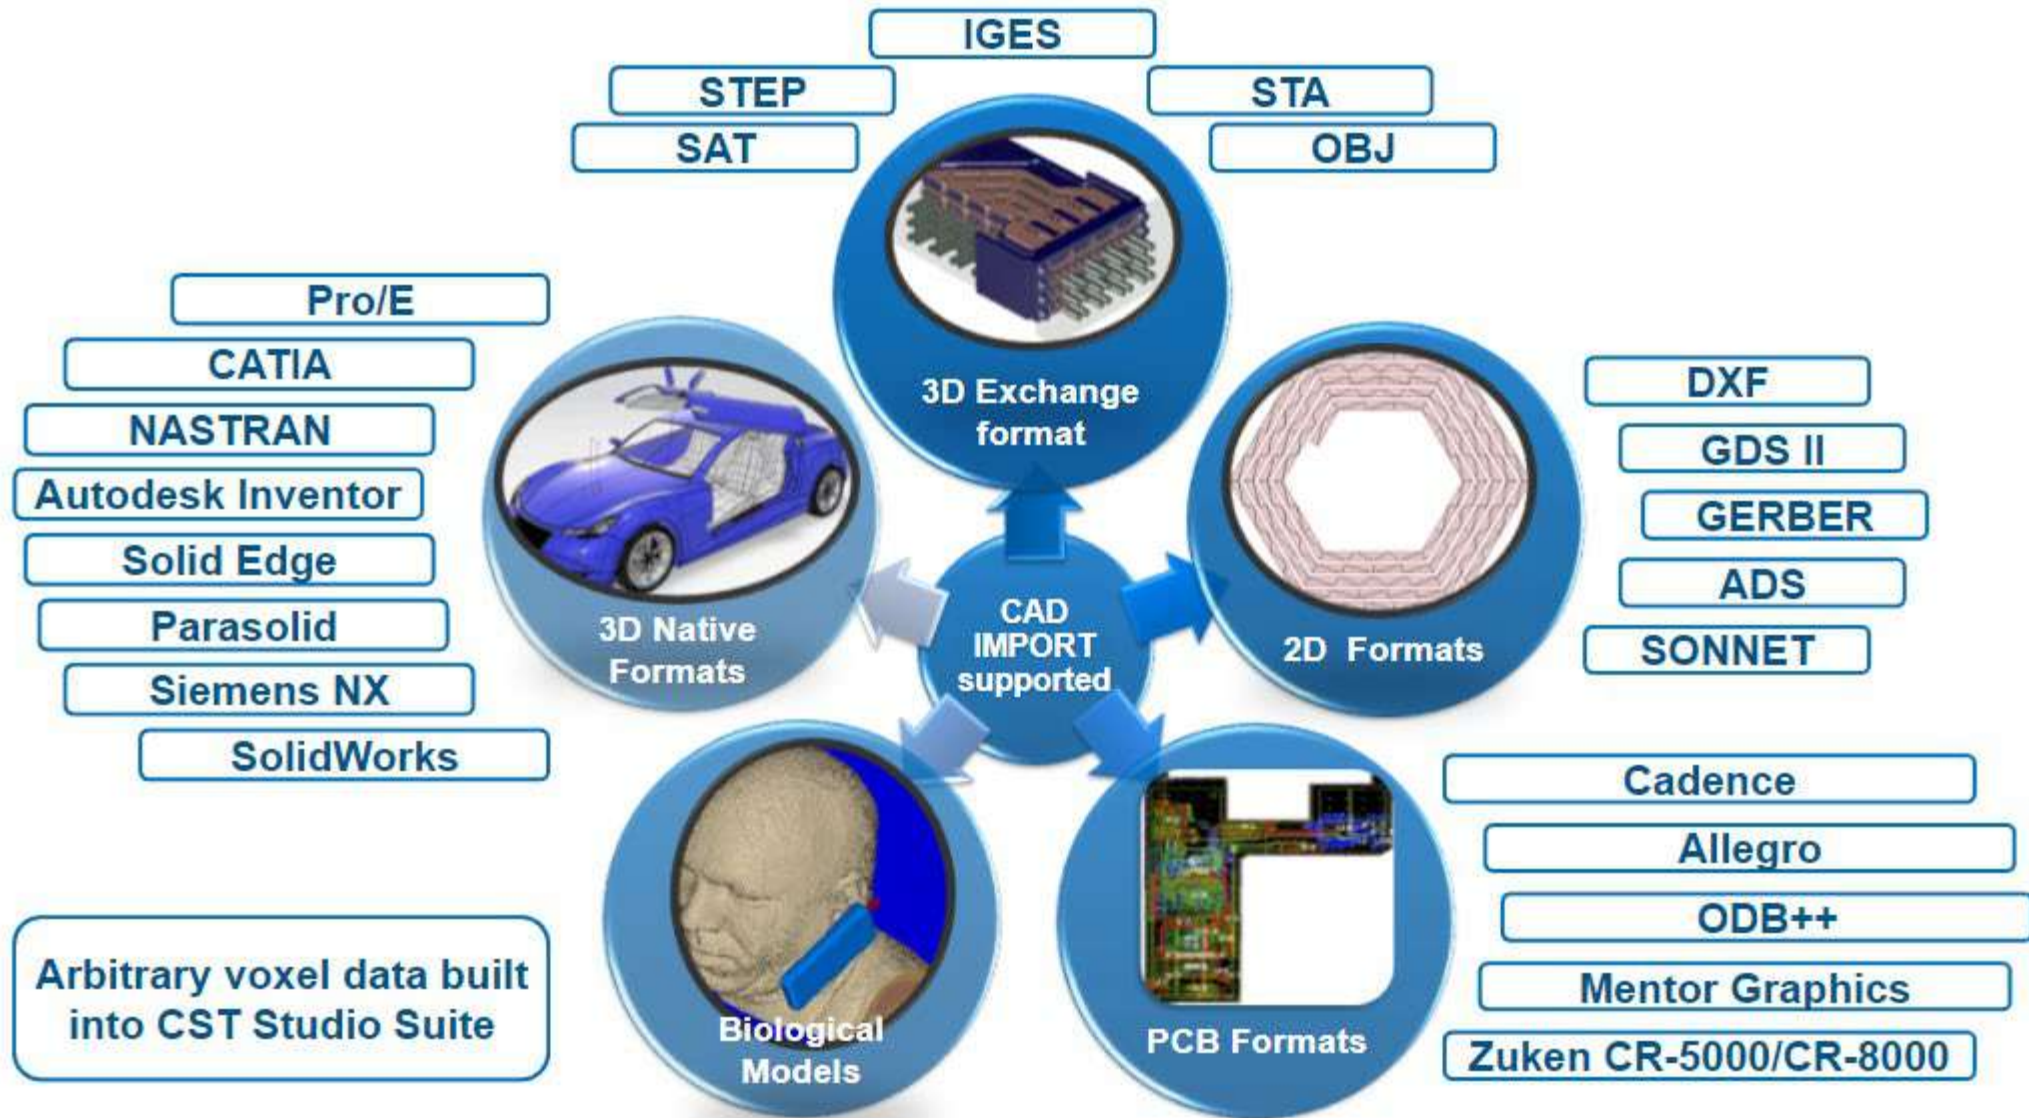 IGES
STEP
STA
SAT
OBJ
3D Exchange
format
Pro/E
CATIA
NASTRAN
Autodesk Inventor
Solid Edge
Parasolid
Siemens NX
SolidWorks
3D Native
Formats
CAD
IMPORT
supported
2D Formats
DXF
GDS II
GERBER
ADS
SONNET
Arbitrary voxel data built
into CST Studio Suite
Biological
Models
PCB Formats
Cadence
Allegro
ODB++
Mentor Graphics
Zuken CR-5000/CR-8000